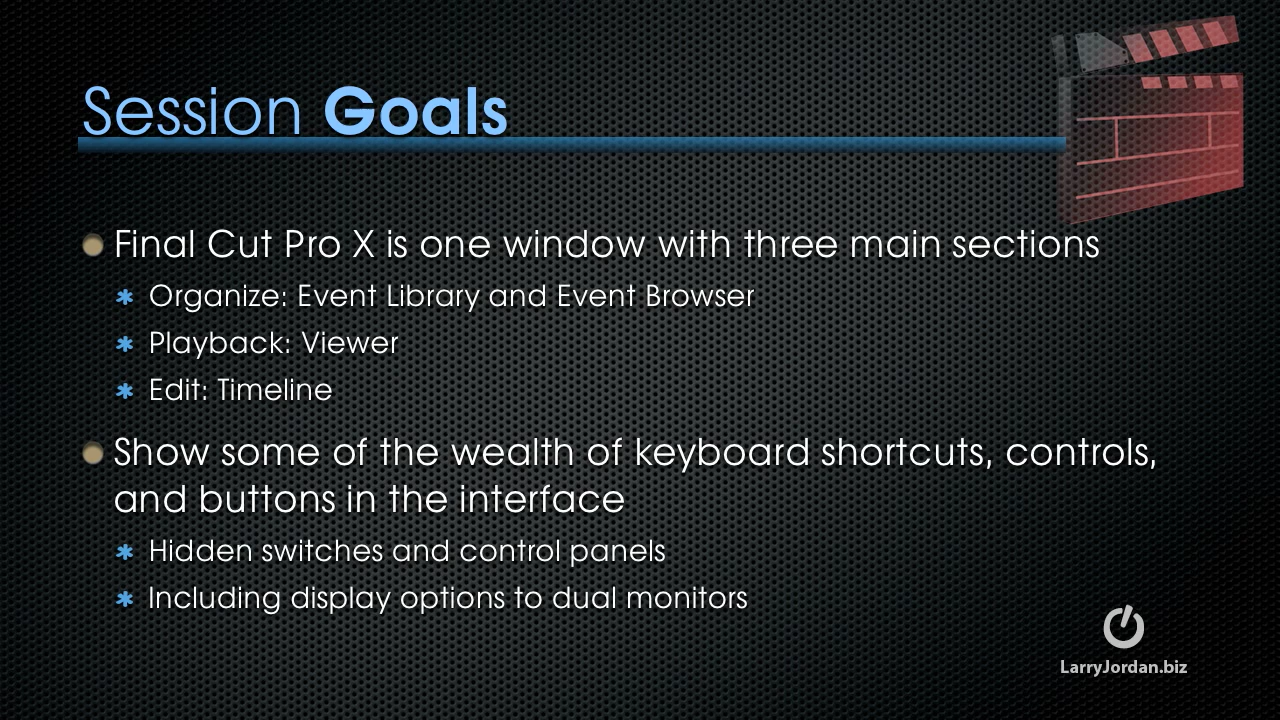 Session Goals
Final Cut Pro X is one window with three main sections
Organize: Event Library and Event Browser
Playback: Viewer
Edit: Timeline
Show some of the wealth of keyboard shortcuts, controls,
and buttons in the interface
Hidden switches and control panels
Including display options to dual monitors
LarryJordan.biz